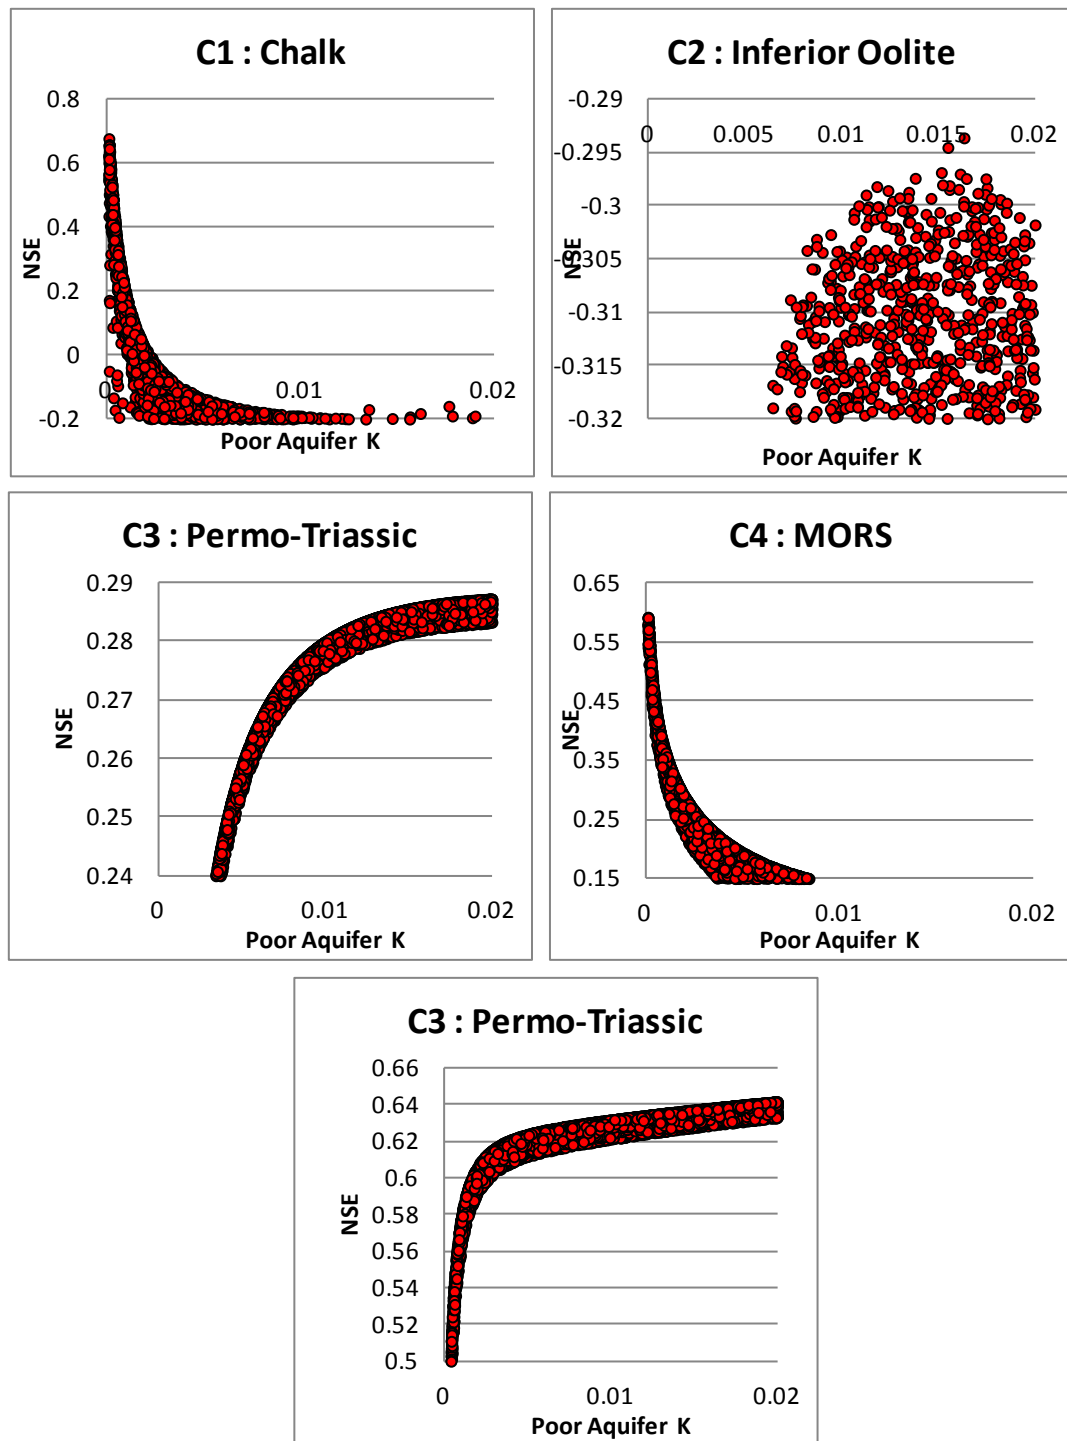 C1 : Chalk
0.8
0.6
0.4
0.2
0
-0.2
NSE
0 0.01 0.02
Poor Aquifer K
C2 : Inferior Oolite
-0.29
-0.295
-0.3
-0.305
-0.31
-0.315
-0.32
NSE
0 0.005 0.01 0.015 0.02
Poor Aquifer K
C3 : Permo-Triassic
0.29
0.28
0.27
0.26
0.25
0.24
NSE
0 0.01 0.02
Poor Aquifer K
C4 : MORS
0.65
0.55
0.45
0.35
0.25
0.15
NSE
0 0.01 0.02
Poor Aquifer K
C3 : Permo-Triassic
0.66
0.64
0.62
0.6
0.58
0.56
0.54
0.52
0.5
NSE
0 0.01 0.02
Poor Aquifer K